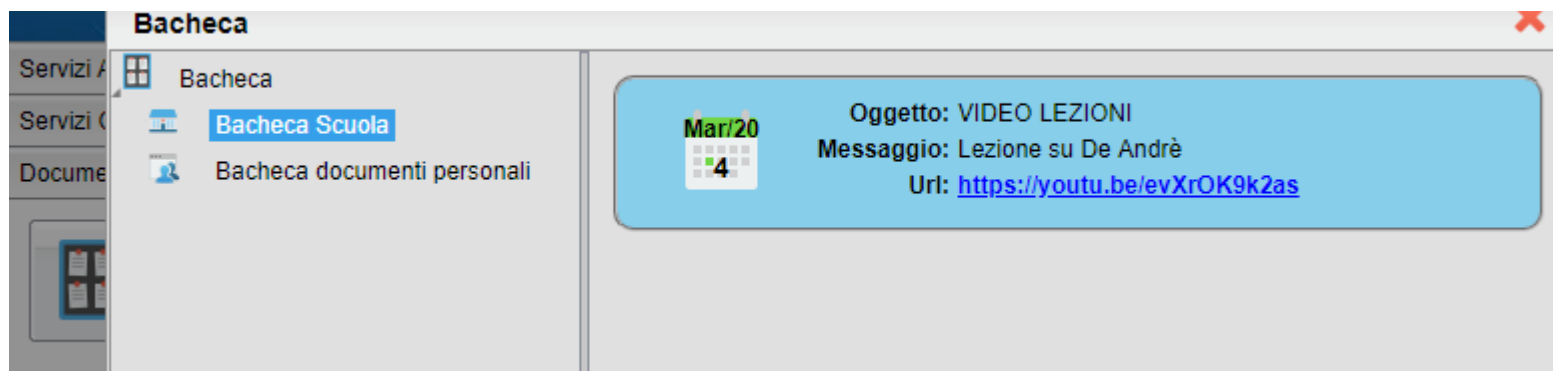 Bacheca
Servizi A
Servizi
Docume
Bacheca
Bacheca Scuola
Bacheca documenti personali
Mar/20
4
Oggetto: VIDEO LEZIONI
Messaggio: Lezione su De Andrè
Url: https://youtu.be/evXrOK9k2as